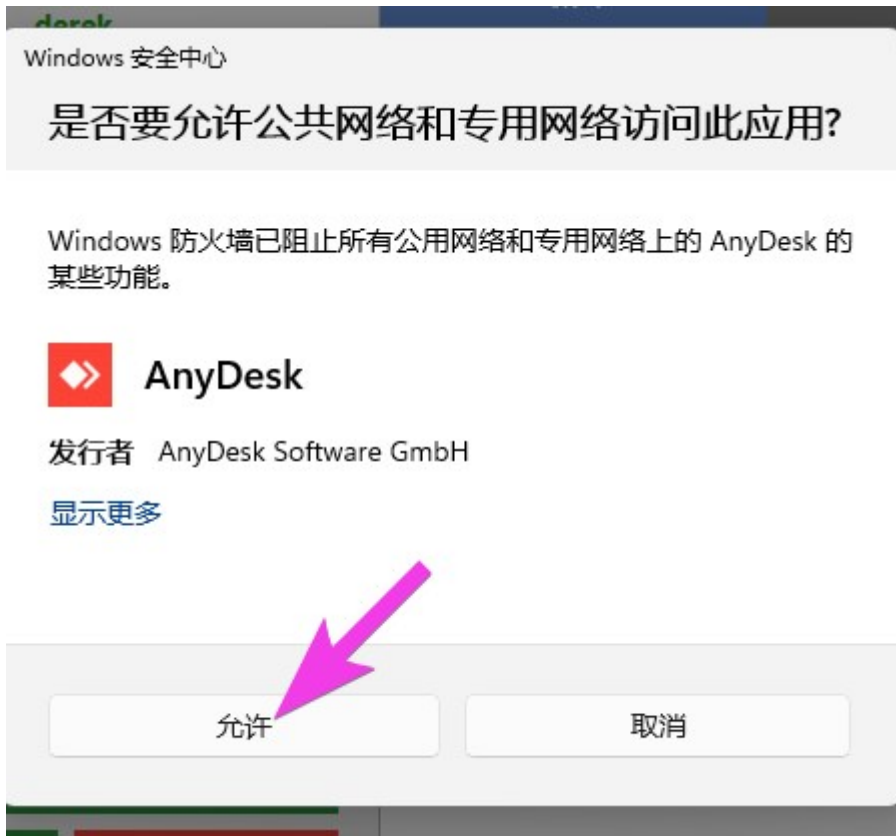 derek
Windows 安全中心
是否要允许公共网络和专用网络访问此应用?
Windows 防火墙已阻止所有公用网络和专用网络上的 AnyDesk 的
某些功能。
AnyDesk
发行者 AnyDesk Software GmbH
显示更多
允许 取消